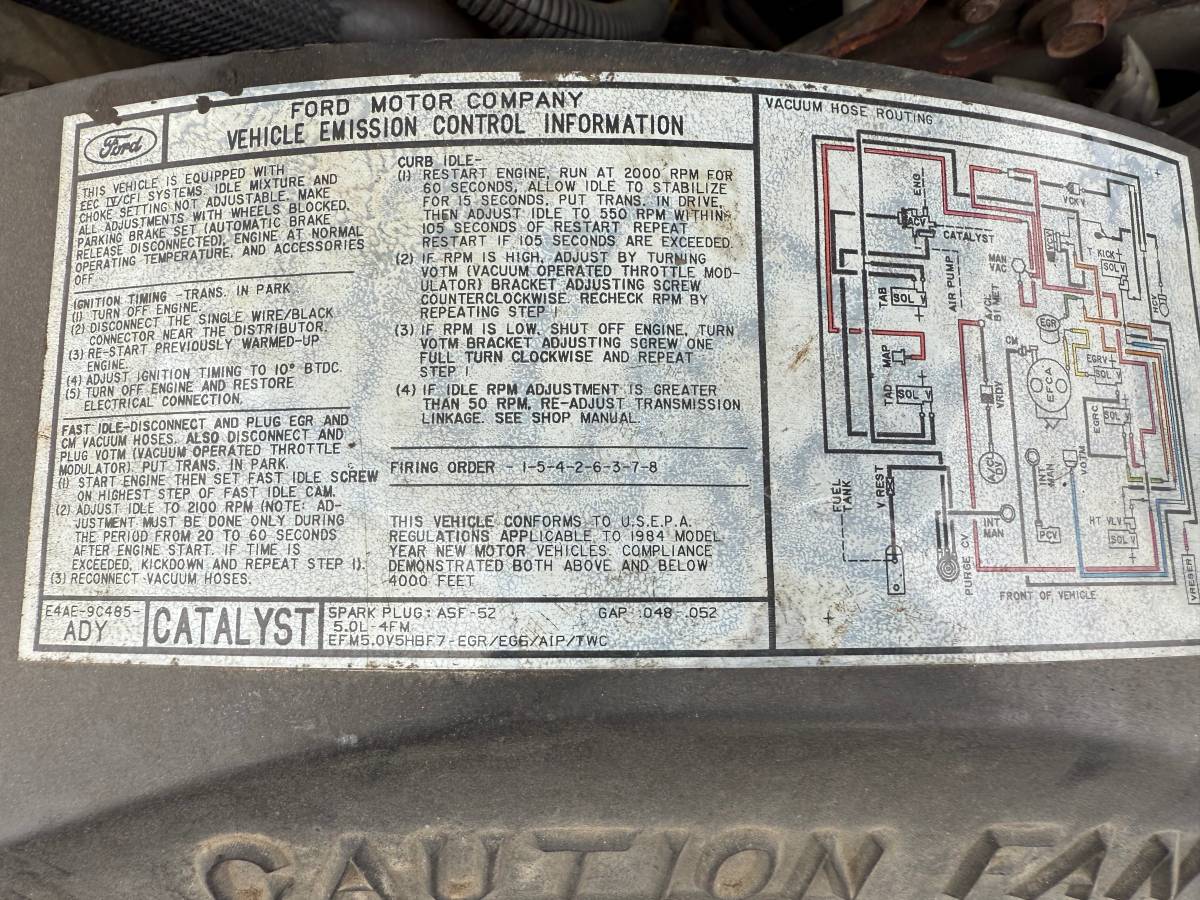 FORD MOTOR COMPANY
VEHICLE EMISSION CONTROL INFORMATION
Ford
THIS VEHICLE IS EQUIPPED WITH
EEC IV/CFI SYSTEMS. IDLE MIXTURE AND
CHOKE SETTING NOT ADJUSTABLE. MAKE
ALL ADJUSTMENTS WITH WHEELS BLOCKED,
PARKING BRAKE SET (AUTOMATIC BRAKE
RELEASE DISCONNECTED), ENGINE AT NORMAL
OPERATING TEMPERATURE, AND ACCESSORIES
OFF.
IGNITION TIMING - TRANS. IN PARK
(1) TURN OFF ENGINE.
(2) DISCONNECT THE SINGLE WIRE/BLACK
CONNECTOR NEAR THE DISTRIBUTOR.
(3) RE-START PREVIOUSLY WARMED-UP
ENGINE.
(4) ADJUST IGNITION TIMING TO 10° BTDC.
(5) TURN OFF ENGINE AND RESTORE
ELECTRICAL CONNECTION.
FAST IDLE-DISCONNECT AND PLUG EGR AND
CM VACUUM HOSES. ALSO DISCONNECT AND
PLUG VOTM (VACUUM OPERATED THROTTLE
MODULATOR). PUT TRANS. IN PARK.
(1) START ENGINE THEN SET FAST IDLE SCREW
ON HIGHEST STEP OF FAST IDLE CAM.
(2) ADJUST IDLE TO 2100 RPM (NOTE: AD-
JUSTMENT MUST BE DONE ONLY DURING
THE PERIOD FROM 20 TO 60 SECONDS
AFTER ENGINE START. IF TIME IS
EXCEEDED, KICKDOWN AND REPEAT STEP 1).
(3) RECONNECT VACUUM HOSES.
CURB IDLE-
(1) RESTART ENGINE, RUN AT 2000 RPM FOR
60 SECONDS, ALLOW IDLE TO STABILIZE
FOR 15 SECONDS. PUT TRANS. IN DRIVE,
THEN ADJUST IDLE TO 550 RPM WITHIN
105 SECONDS OF RESTART REPEAT
RESTART IF 105 SECONDS ARE EXCEEDED.
(2) IF RPM IS HIGH, ADJUST BY TURNING
VOTM (VACUUM OPERATED THROTTLE MOD-
ULATOR) BRACKET ADJUSTING SCREW
COUNTERCLOCKWISE. RECHECK RPM BY
REPEATING STEP 1
(3) IF RPM IS LOW, SHUT OFF ENGINE, TURN
VOTM BRACKET ADJUSTING SCREW ONE
FULL TURN CLOCKWISE AND REPEAT
STEP 1
(4) IF IDLE RPM ADJUSTMENT IS GREATER
THAN 50 RPM, RE-ADJUST TRANSMISSION
LINKAGE. SEE SHOP MANUAL.
FIRING ORDER - 1-5-4-2-6-3-7-8
THIS VEHICLE CONFORMS TO U.S.E.P.A.
REGULATIONS APPLICABLE TO 1984 MODEL
YEAR NEW MOTOR VEHICLES. COMPLIANCE
DEMONSTRATED BOTH ABOVE AND BELOW
4000 FEET
E4AE-9C485-
ADY
CATALYST
SPARK PLUG: ASF-52 GAP .048-.052
5.0L-4FM
EFM5.0V5HBF7-EGR/EGS/AIP/TWC
VACUUM HOSE ROUTING
ENG
ACV
CATALYST
AIR PUMP
TAB
SOL V
MAP
TAD
SOL V
FUEL
TANK
V REST
PURGE CV
INT
MAN
MAN
VAC
A/CL
BI MET
VCKV
T KICK
SOL V
HCV
EGR
CM
EFCA
EGRV
SOL V
EGRC
SOL V
VRDV
A/C
DV
INT
MAN
VOTM
PCV
HT VLV
SOL V
VRESER
FRONT OF VEHICLE
CAUTION FAN